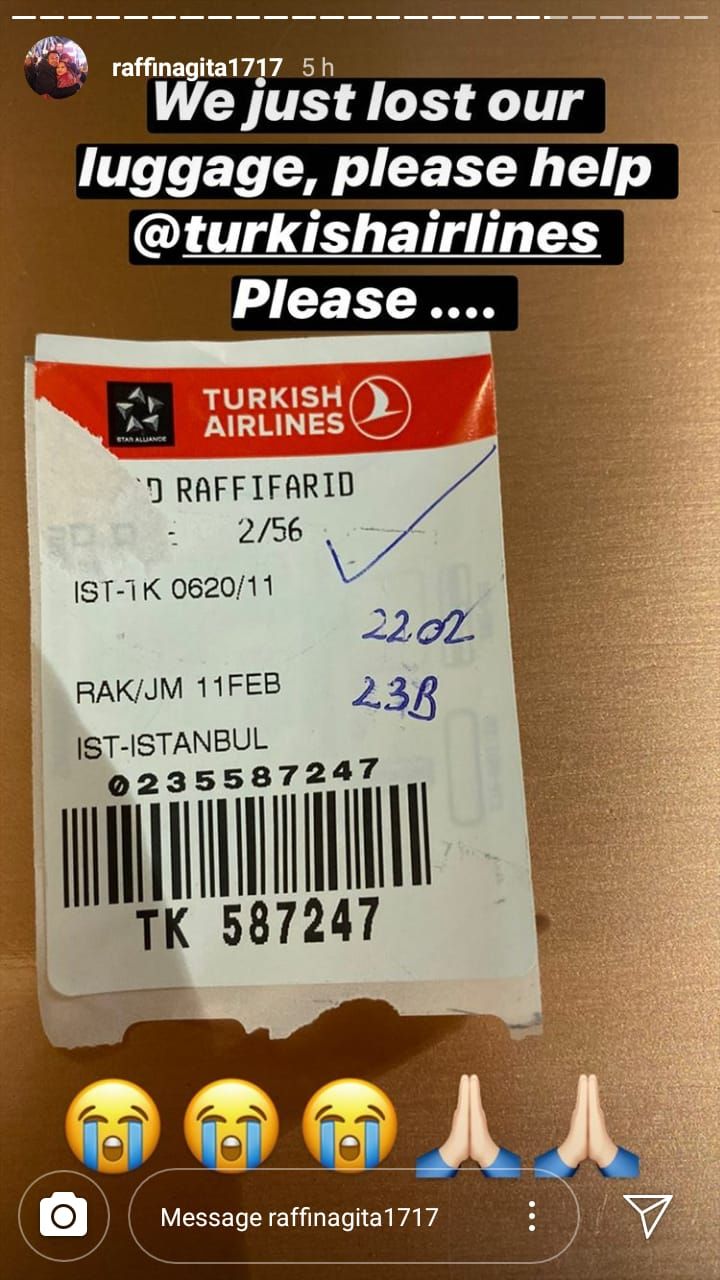 raffinagita1717 5 h
We just lost our
luggage, please help
@turkishairlines
Please ....
STAR ALLIANCE
TURKISH
AIRLINES
D RAFFIFARID
- 2/56
IST-TK 0620/11
2202
RAK/JM 11FEB
23B
IST-ISTANBUL
0235587247
TK 587247
Message raffinagita1717